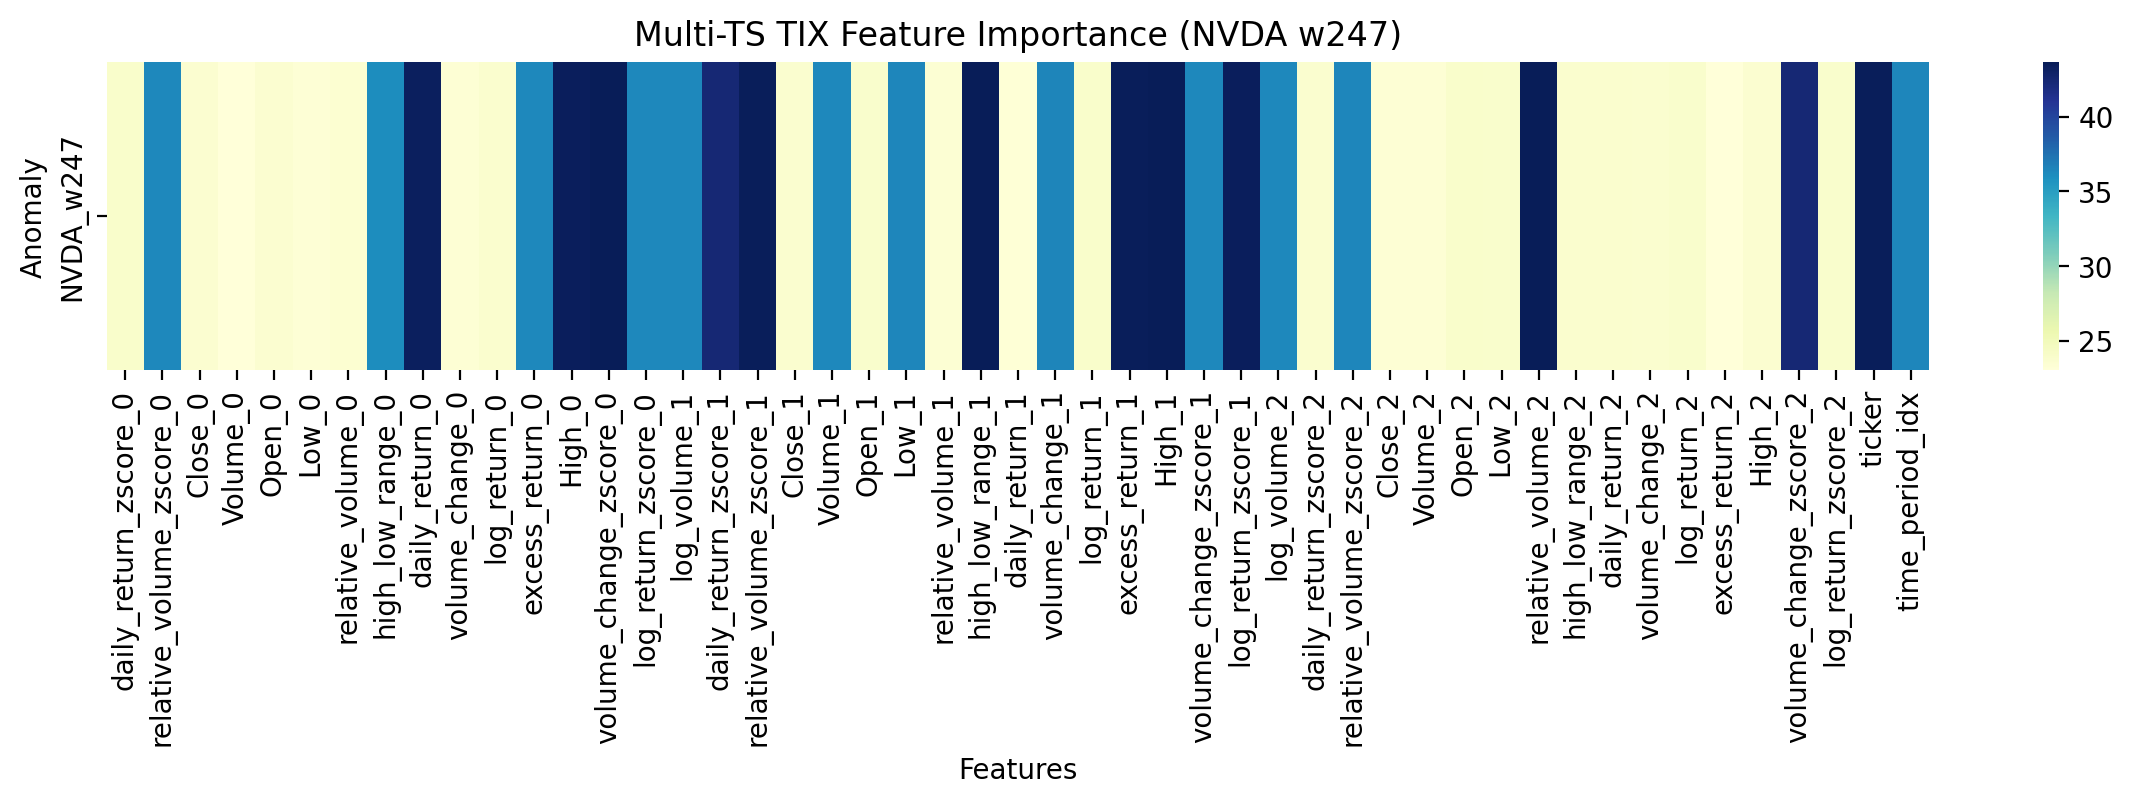 Multi-TS TIX Feature Importance (NVDA w247)
Anomaly
NVDA_w247
40
35
30
25
daily_return_zscore_0
relative_volume_zscore_0
Close_0
Volume_0
Open_0
Low_0
relative_volume_0
high_low_range_0
daily_return_0
volume_change_0
log_return_0
excess_return_0
High_0
volume_change_zscore_0
log_return_zscore_0
log_volume_1
daily_return_zscore_1
relative_volume_zscore_1
Close_1
Volume_1
Open_1
Low_1
relative_volume_1
high_low_range_1
daily_return_1
volume_change_1
log_return_1
excess_return_1
High_1
volume_change_zscore_1
log_return_zscore_1
log_volume_2
daily_return_zscore_2
relative_volume_zscore_2
Close_2
Volume_2
Open_2
Low_2
relative_volume_2
high_low_range_2
daily_return_2
volume_change_2
log_return_2
excess_return_2
High_2
volume_change_zscore_2
log_return_zscore_2
ticker
time_period_idx
Features